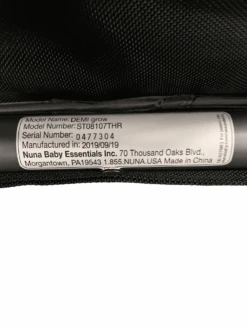 Model Name: DEMI grow
Model Number: ST08107THR
Serial Number: 0477304
Manufactured in: 2019/09/19
Nuna Baby Essentials Inc. 70 Thousand Oaks Blvd.,
Morgantown, PA19543 1.855.NUNA.USA Made in China